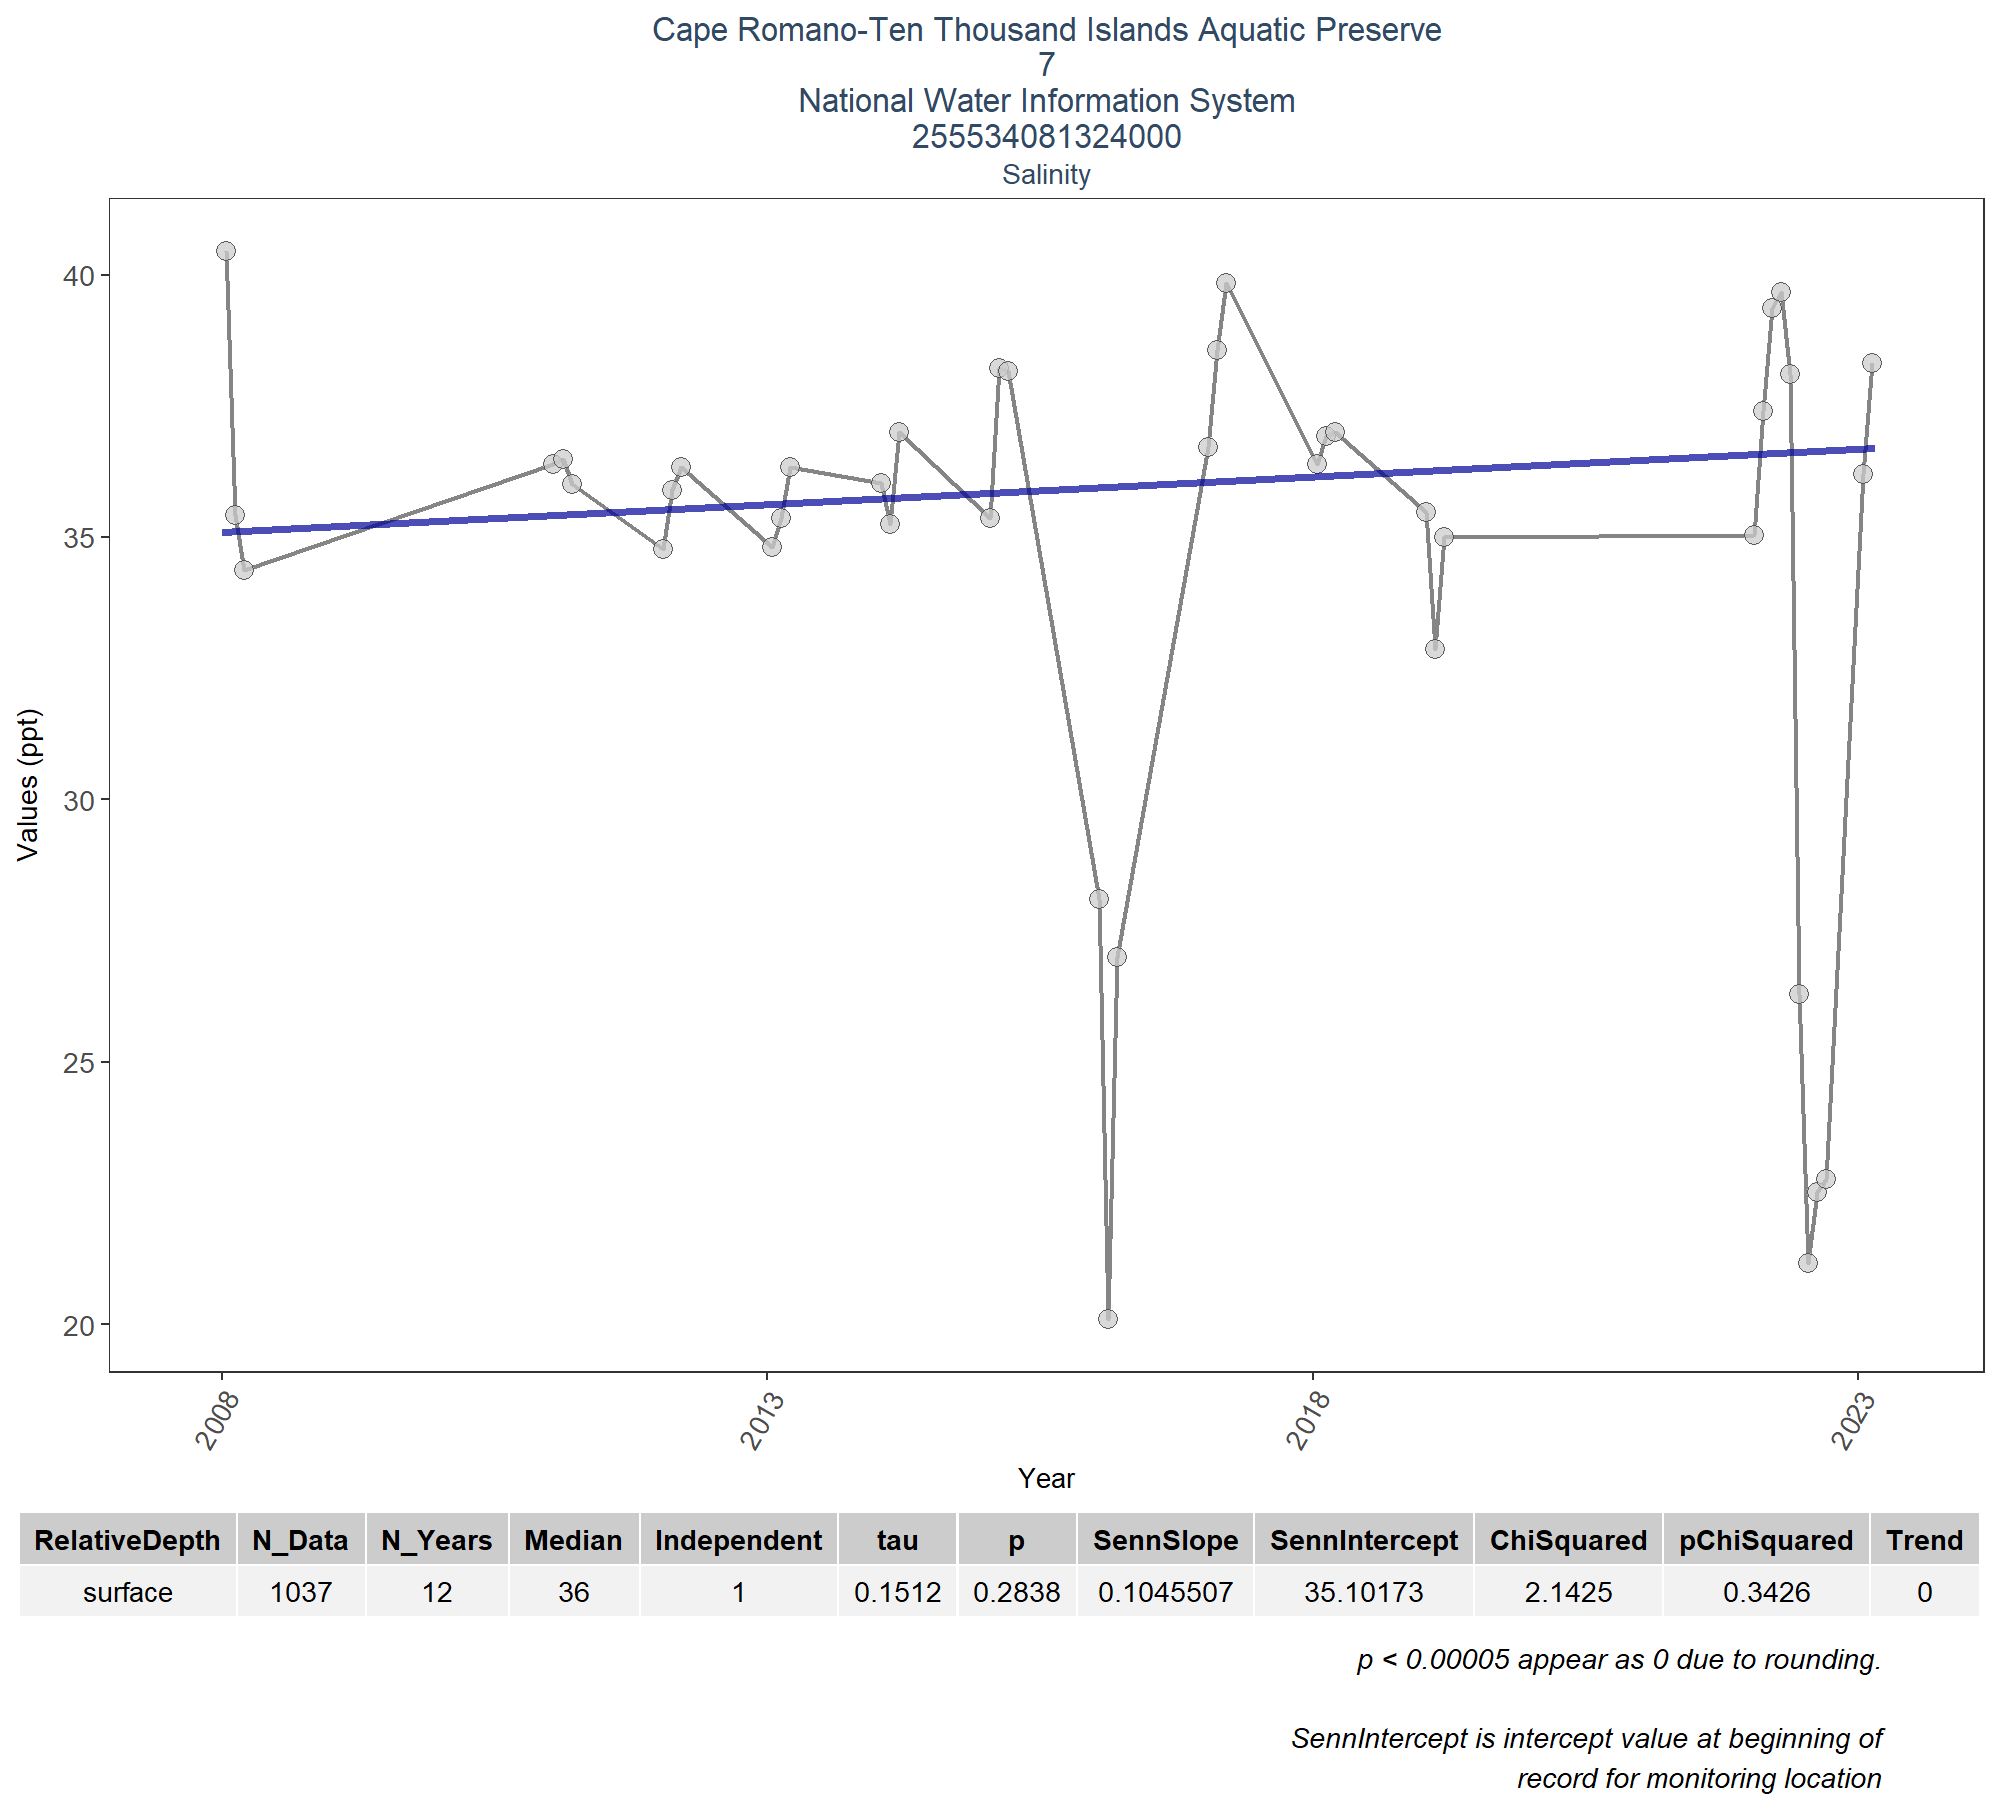 Cape Romano-Ten Thousand Islands Aquatic Preserve
7
National Water Information System
255534081324000
Salinity
40
35
30
25
20
Values (ppt)
2008 2013 2018 2023
Year
RelativeDepth N_Data N_Years Median Independent tau p SennSlope SennIntercept ChiSquared pChiSquared Trend
surface 1037 12 36 1 0.1512 0.2838 0.1045507 35.10173 2.1425 0.3426 0
p < 0.00005 appear as 0 due to rounding.
SennIntercept is intercept value at beginning of
record for monitoring location